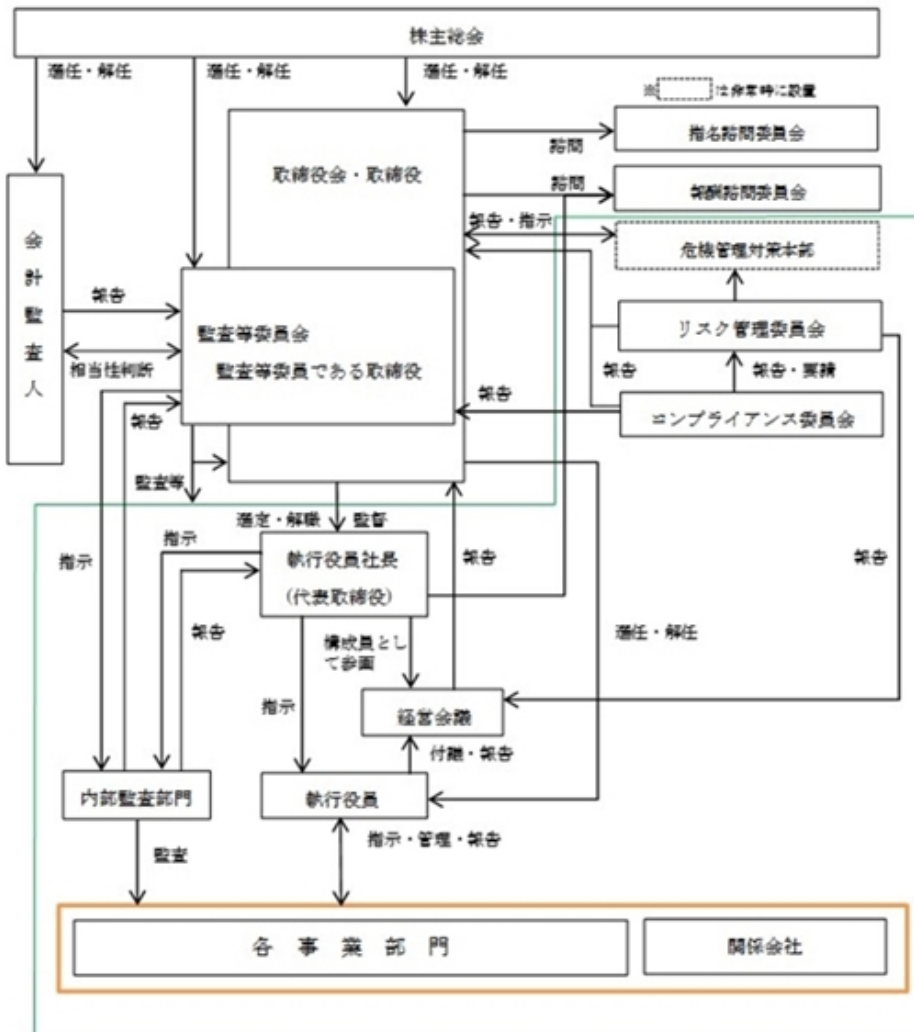 株主総会
選任・解任
選任・解任
選任・解任
※ は非常時に設置
指名諮問委員会
諮問
取締役会・取締役
諮問
報酬諮問委員会
報告・指示
会計監査人
危機管理対策本部
報告
リスク管理委員会
監査等委員会
監査等委員である取締役
相当性判断
報告
報告・実績
報告
報告
コンプライアンス委員会
監査等
選定・解職
監督
指示
指示
執行役員社長
(代表取締役)
報告
報告
報告
選任・解任
構成員とし
て参画
指示
経営会議
付議・報告
内部監査部門
執行役員
監査
指示・管理・報告
各事業部門
関係会社